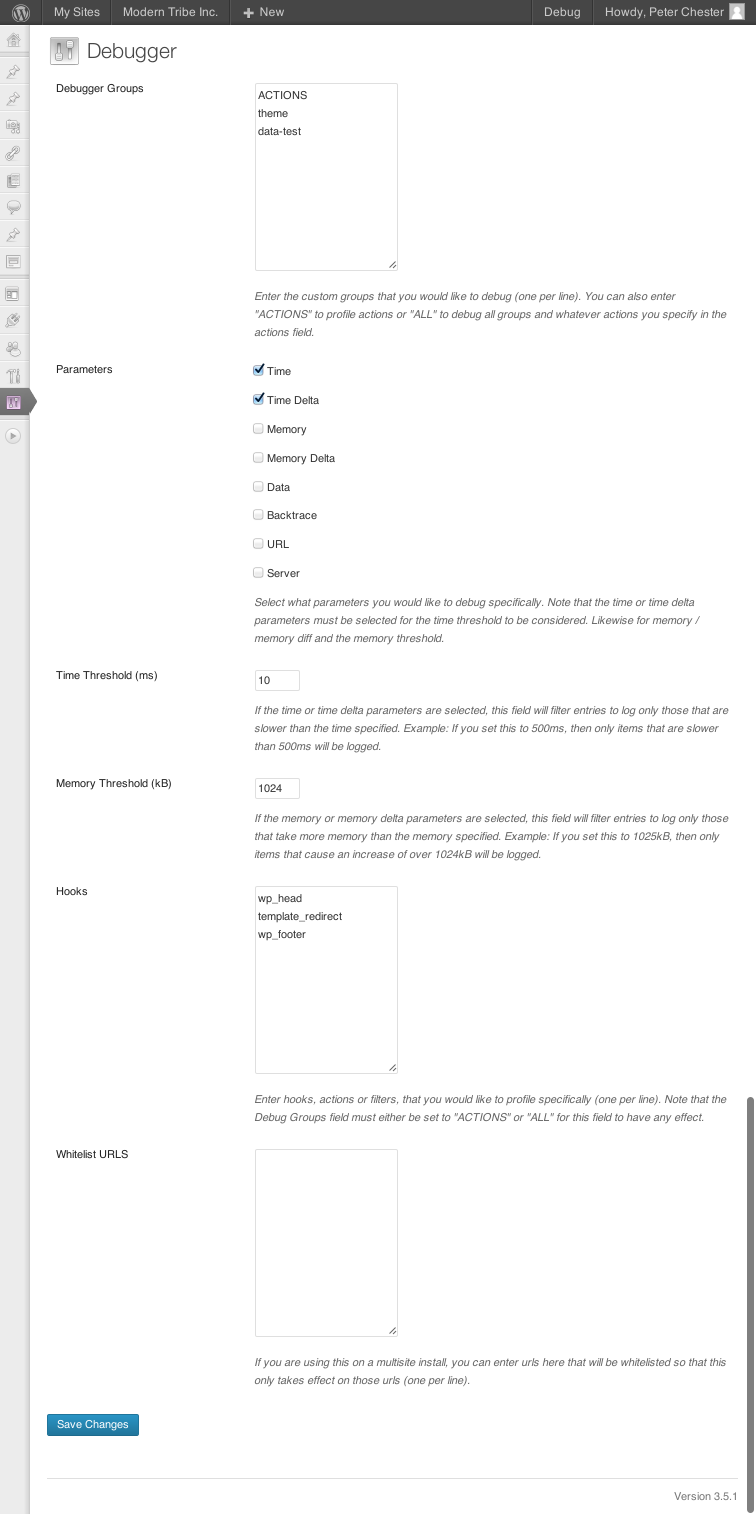 My Sites Modern Tribe Inc. New Debug Howdy, Peter Chester
Debugger
Debugger Groups
ACTIONS
theme
data-test
Enter the custom groups that you would like to debug (one per line). You can also enter
"ACTIONS" to profile actions or "ALL" to debug all groups and whatever actions you specify in the
actions field.
Parameters
Time
Time Delta
Memory
Memory Delta
Data
Backtrace
URL
Server
Select what parameters you would like to debug specifically. Note that the time or time delta
parameters must be selected for the time threshold to be considered. Likewise for memory /
memory diff and the memory threshold.
Time Threshold (ms)
10
If the time or time delta parameters are selected, this field will filter entries to log only those that are
slower than the time specified. Example: If you set this to 500ms, then only items that are slower
than 500ms will be logged.
Memory Threshold (kB)
1024
If the memory or memory delta parameters are selected, this field will filter entries to log only those
that take more memory than the memory specified. Example: If you set this to 1025kB, then only
items that cause an increase of over 1024kB will be logged.
Hooks
wp_head
template_redirect
wp_footer
Enter hooks, actions or filters, that you would like to profile specifically (one per line). Note that the
Debug Groups field must either be set to "ACTIONS" or "ALL" for this field to have any effect.
Whitelist URLS
If you are using this on a multisite install, you can enter urls here that will be whitelisted so that this
only takes effect on those urls (one per line).
Save Changes
Version 3.5.1